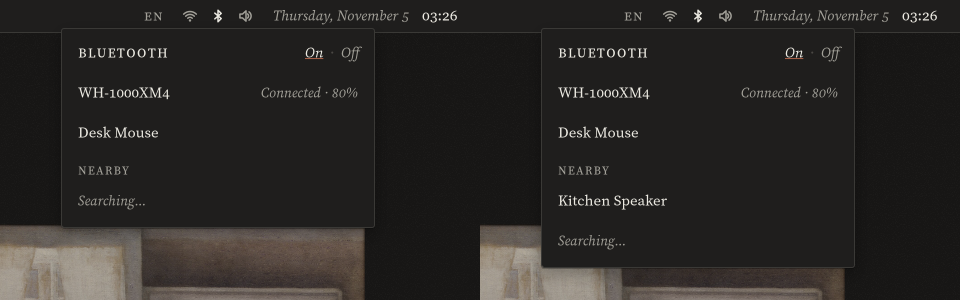 EN Thursday, November 5 03:26
BLUETOOTH On · Off
WH-1000XM4 Connected · 80%
Desk Mouse
NEARBY
Searching...
EN Thursday, November 5 03:26
BLUETOOTH On · Off
WH-1000XM4 Connected · 80%
Desk Mouse
NEARBY
Kitchen Speaker
Searching...